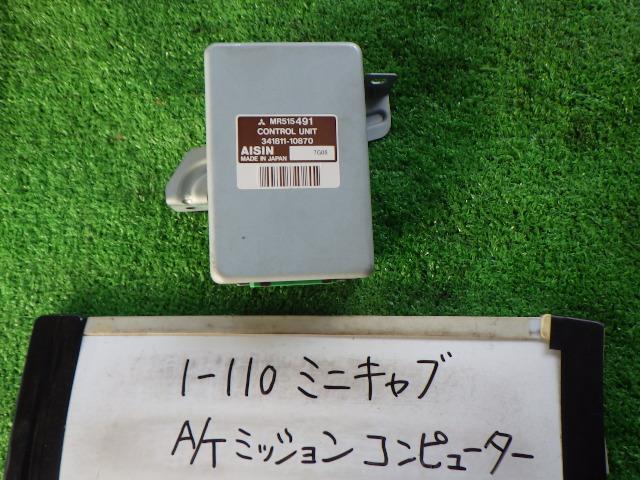 MR515491
CONTROL UNIT
341811-10870
AISIN 7G08
MADE IN JAPAN
1-110 ミニキャブ
A/T ミッション コンピューター